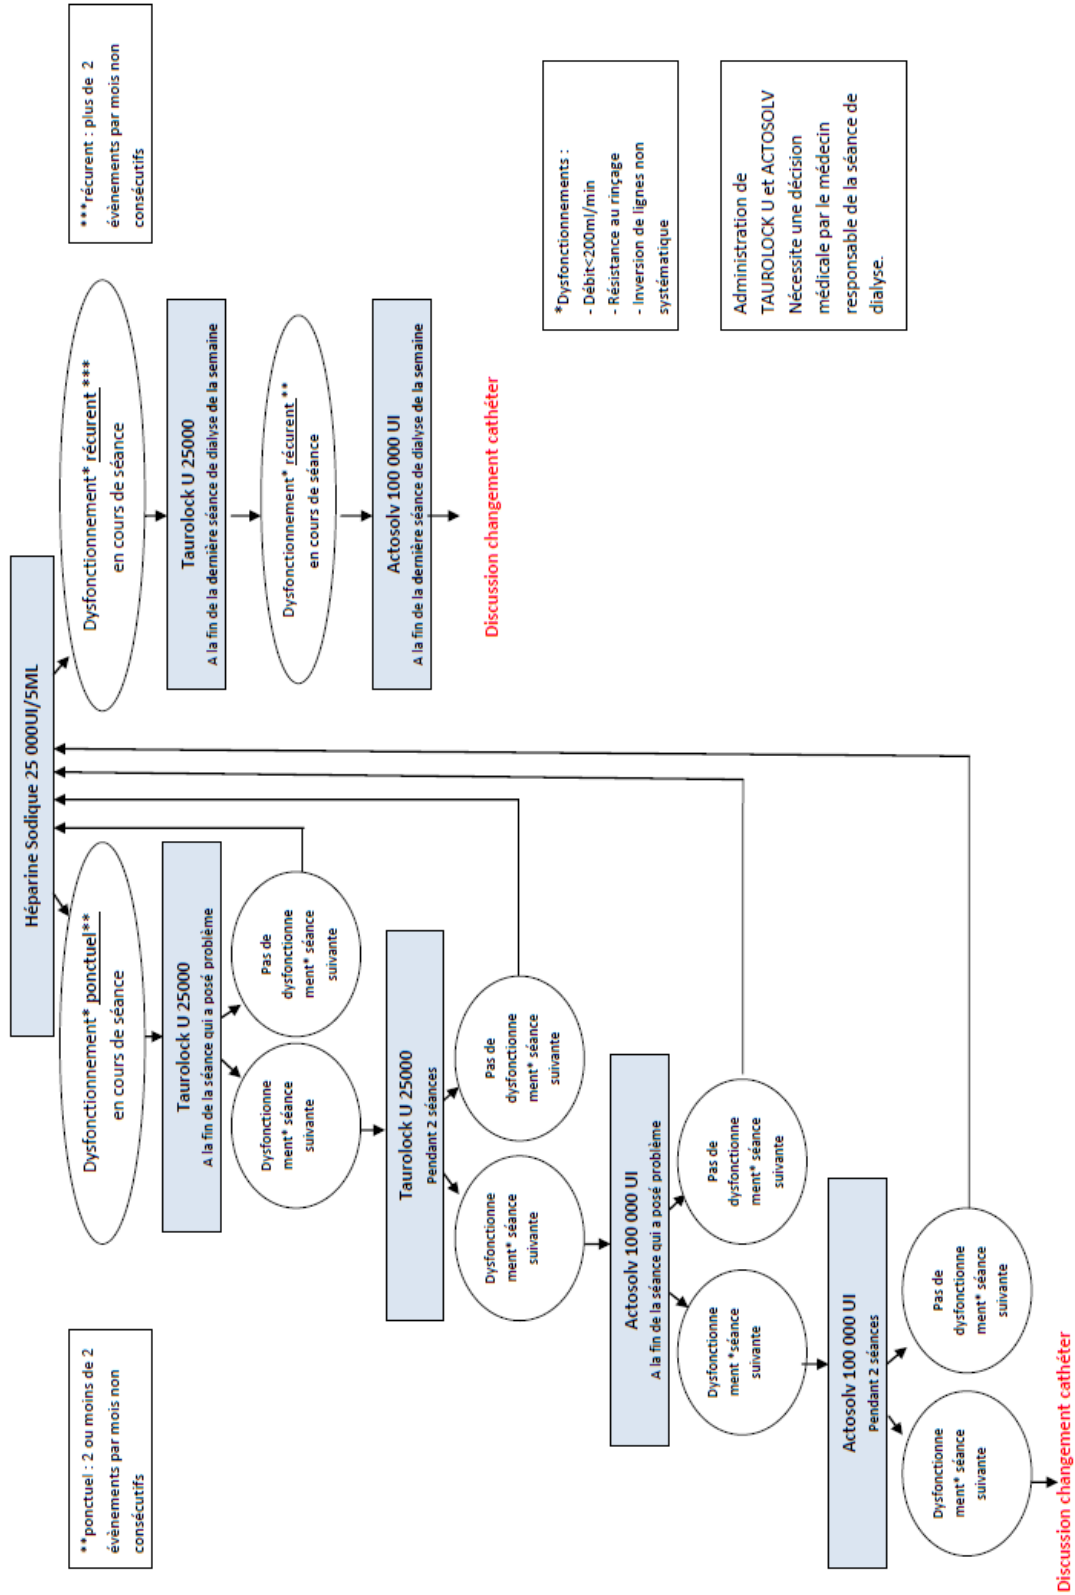 Héparine Sodique 25 000UI/5ML
**ponctuel : 2 ou moins de 2
évènements par mois non
consécutifs
Dysfonctionnement* ponctuel**
en cours de séance
Dysfonctionnement* récurent ***
en cours de séance
***récurent : plus de 2
évènements par mois non
consécutifs
Taurolock U 25000
A la fin de la séance qui a posé problème
Taurolock U 25000
A la fin de la dernière séance de dialyse de la semaine
Dysfonctionne
ment* séance
suivante
Pas de
dysfonctionne
ment* séance
suivante
Dysfonctionnement* récurent **
en cours de séance
Taurolock U 25000
Pendant 2 séances
Actosolv 100 000 UI
A la fin de la dernière séance de dialyse de la semaine
Dysfonctionne
ment* séance
suivante
Pas de
dysfonctionne
ment* séance
suivante
Discussion changement cathéter
*Dysfonctionnements :
- Débit<200ml/min
- Résistance au rinçage
- Inversion de lignes non
systématique
Actosolv 100 000 UI
A la fin de la séance qui a posé problème
Dysfonctionne
ment *séance
suivante
Pas de
dysfonctionne
ment* séance
suivante
Administration de
TAUROLOCK U et ACTOSOLV
Nécessite une décision
médicale par le médecin
responsable de la séance de
dialyse.
Actosolv 100 000 UI
Pendant 2 séances
Dysfonctionne
ment* séance
suivante
Pas de
dysfonctionne
ment* séance
suivante
Discussion changement cathéter